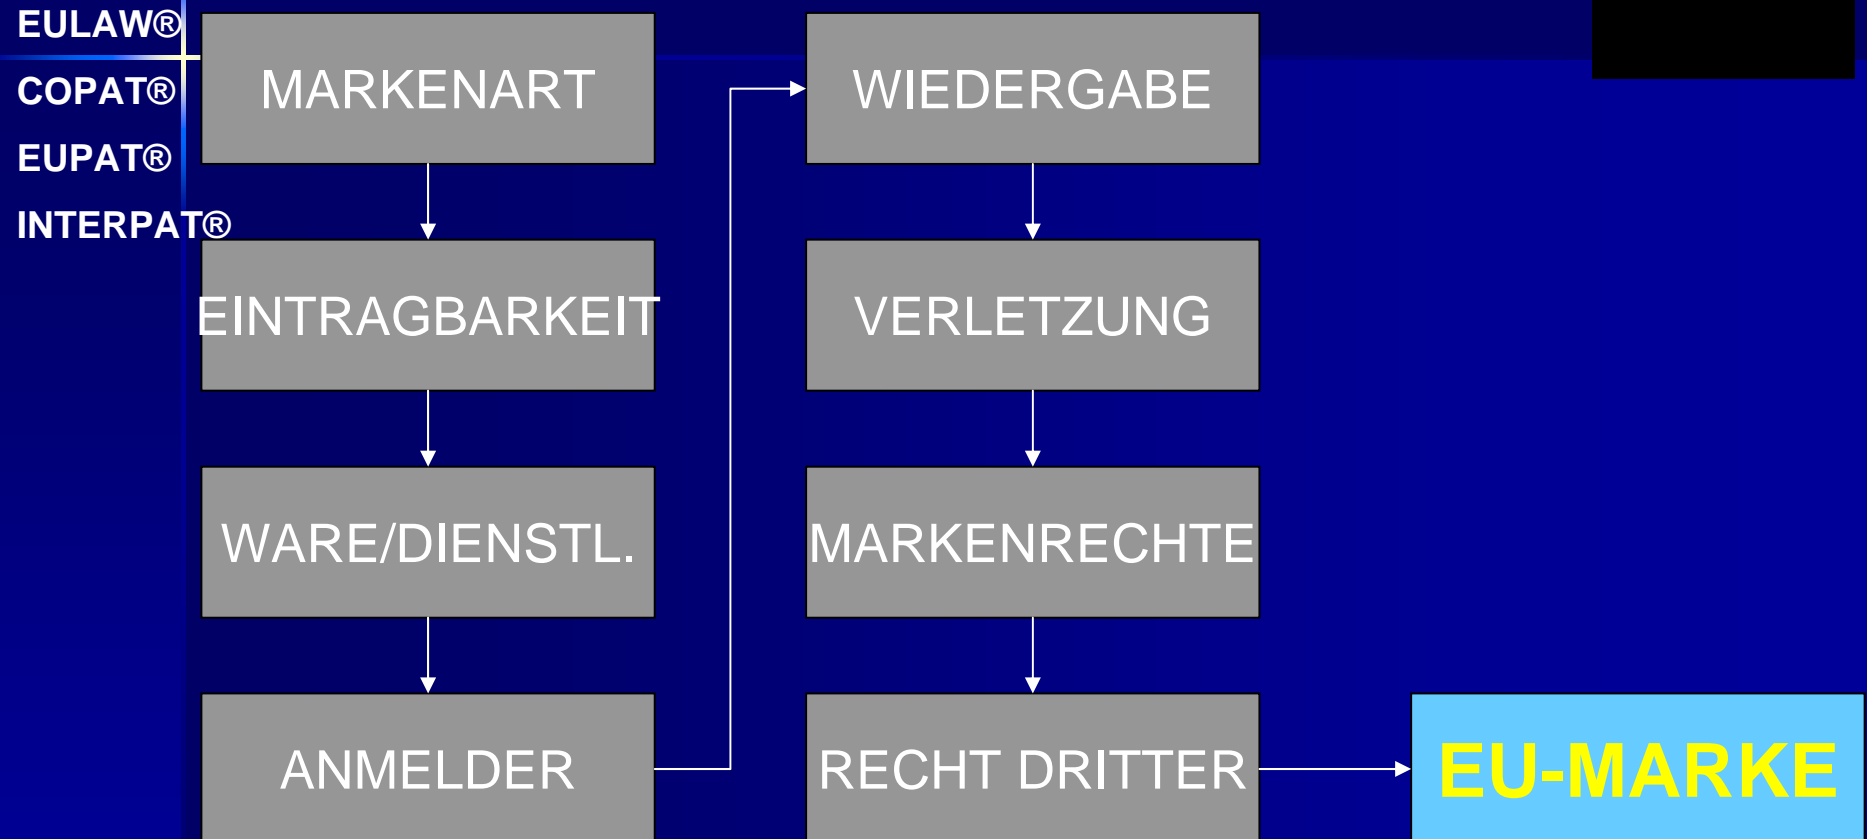 EULAW®
COPAT®
EUPAT®
INTERPAT®
MARKENART
EINTRAGBARKEIT
WARE/DIENSTL.
ANMELDER
WIEDERGABE
VERLETZUNG
MARKENRECHTE
RECHT DRITTER
EU-MARKE